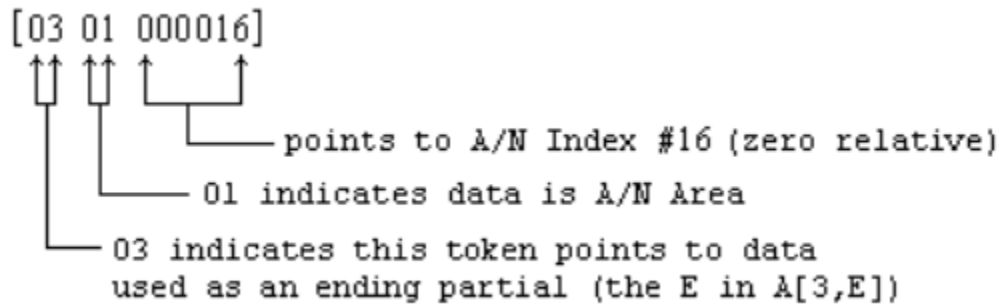 [03 01 000016]
points to A/N Index #16 (zero relative)
01 indicates data is A/N Area
03 indicates this token points to data
used as an ending partial (the E in A[3,E])